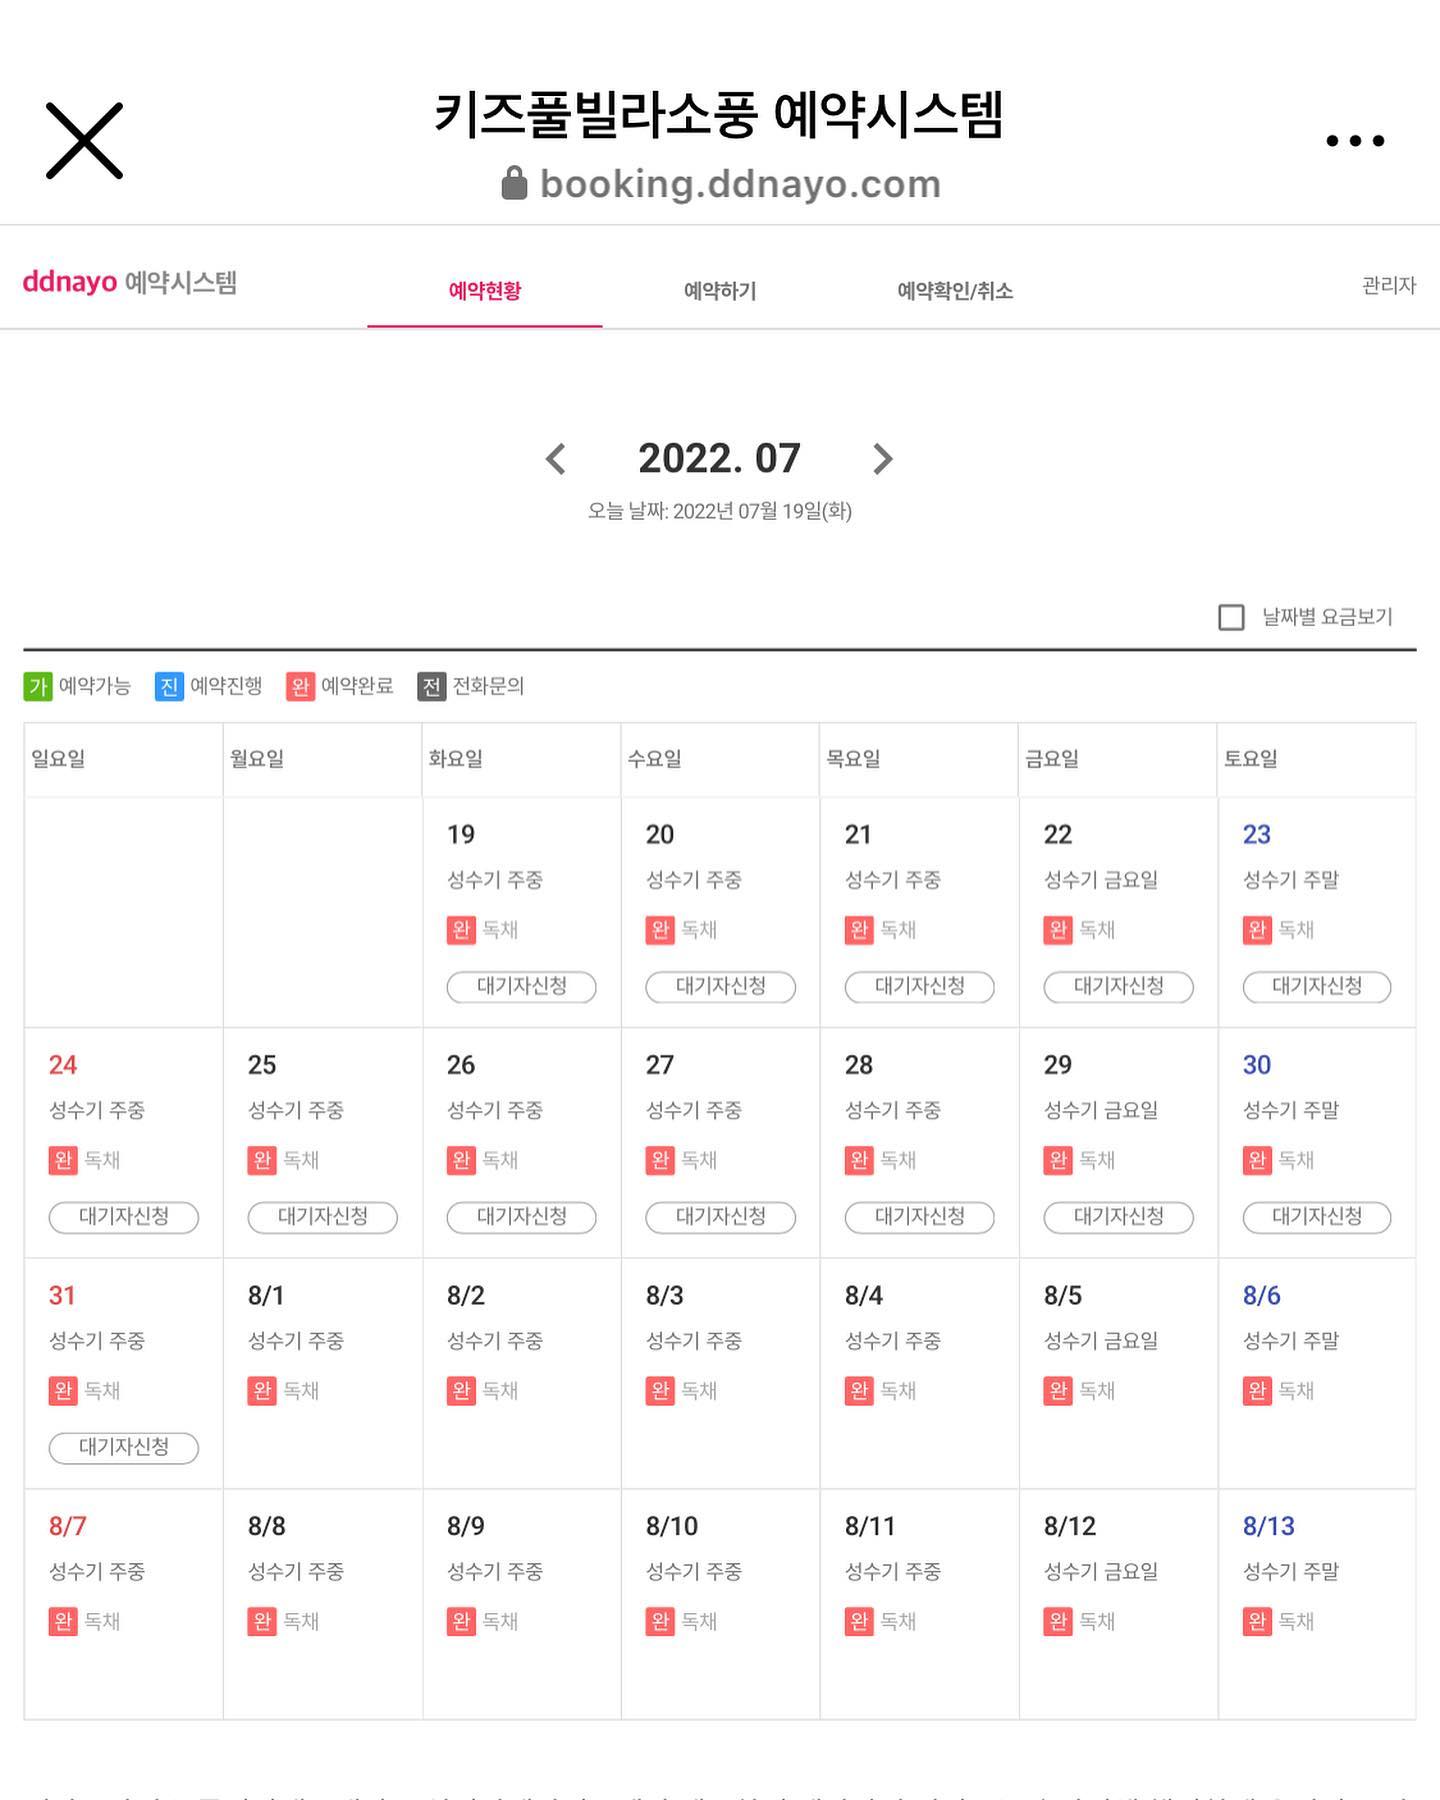 키즈풀빌라소풍 예약시스템
booking.ddnayo.com
ddnayo 예약시스템 예약현황 예약하기 예약확인/취소 관리자
2022. 07
오늘 날짜: 2022년 07월 19일(화)
날짜별 요금보기
가 예약가능 진 예약진행 완 예약완료 전 전화문의
일요일 월요일 화요일 수요일 목요일 금요일 토요일
19 20 21 22 23
성수기 주중 성수기 주중 성수기 주중 성수기 금요일 성수기 주말
완 독채 완 독채 완 독채 완 독채 완 독채
대기자신청 대기자신청 대기자신청 대기자신청 대기자신청
24 25 26 27 28 29 30
성수기 주중 성수기 주중 성수기 주중 성수기 주중 성수기 주중 성수기 금요일 성수기 주말
완 독채 완 독채 완 독채 완 독채 완 독채 완 독채 완 독채
대기자신청 대기자신청 대기자신청 대기자신청 대기자신청 대기자신청 대기자신청
31 8/1 8/2 8/3 8/4 8/5 8/6
성수기 주중 성수기 주중 성수기 주중 성수기 주중 성수기 주중 성수기 금요일 성수기 주말
완 독채 완 독채 완 독채 완 독채 완 독채 완 독채 완 독채
대기자신청
8/7 8/8 8/9 8/10 8/11 8/12 8/13
성수기 주중 성수기 주중 성수기 주중 성수기 주중 성수기 주중 성수기 금요일 성수기 주말
완 독채 완 독채 완 독채 완 독채 완 독채 완 독채 완 독채